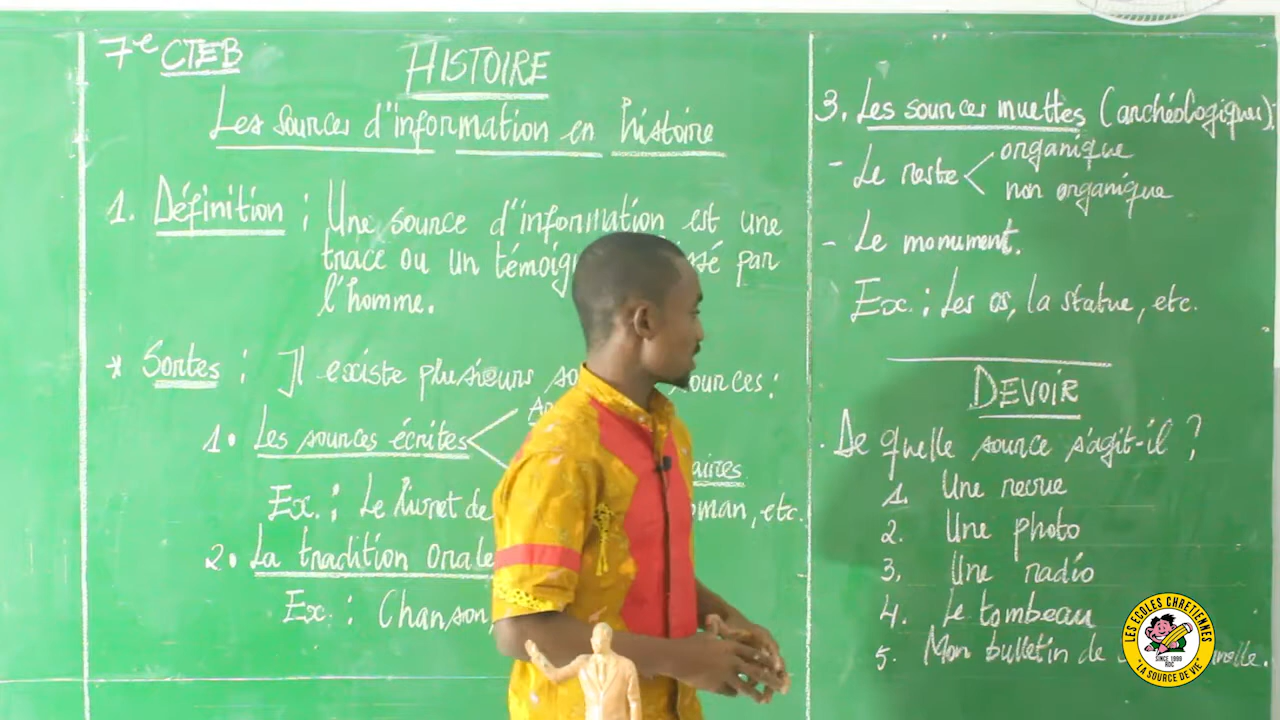 7e CTEB
HISTOIRE
Les sources d'information en histoire
1. Définition : Une source d'information est une
trace ou un par
l'homme.
* Sortes : Il existe plusieurs sources :
1. Les sources écrites
Ex. : Le livret de etc.
2. La tradition orale
Ex. : Chanson,
3. Les sources muettes (archéologiques) :
- Le reste < organique
non organique
- Le monument.
Ex. : Les os, la statue, etc.
DEVOIR
. De quelle source s'agit-il ?
1. Une revue
2. Une photo
3. Une radio
4. Le tombeau
5. Mon bulletin de
LES ECOLES CHRETIENNES
SINCE 1999
RDC
"LA SOURCE DE VIE"